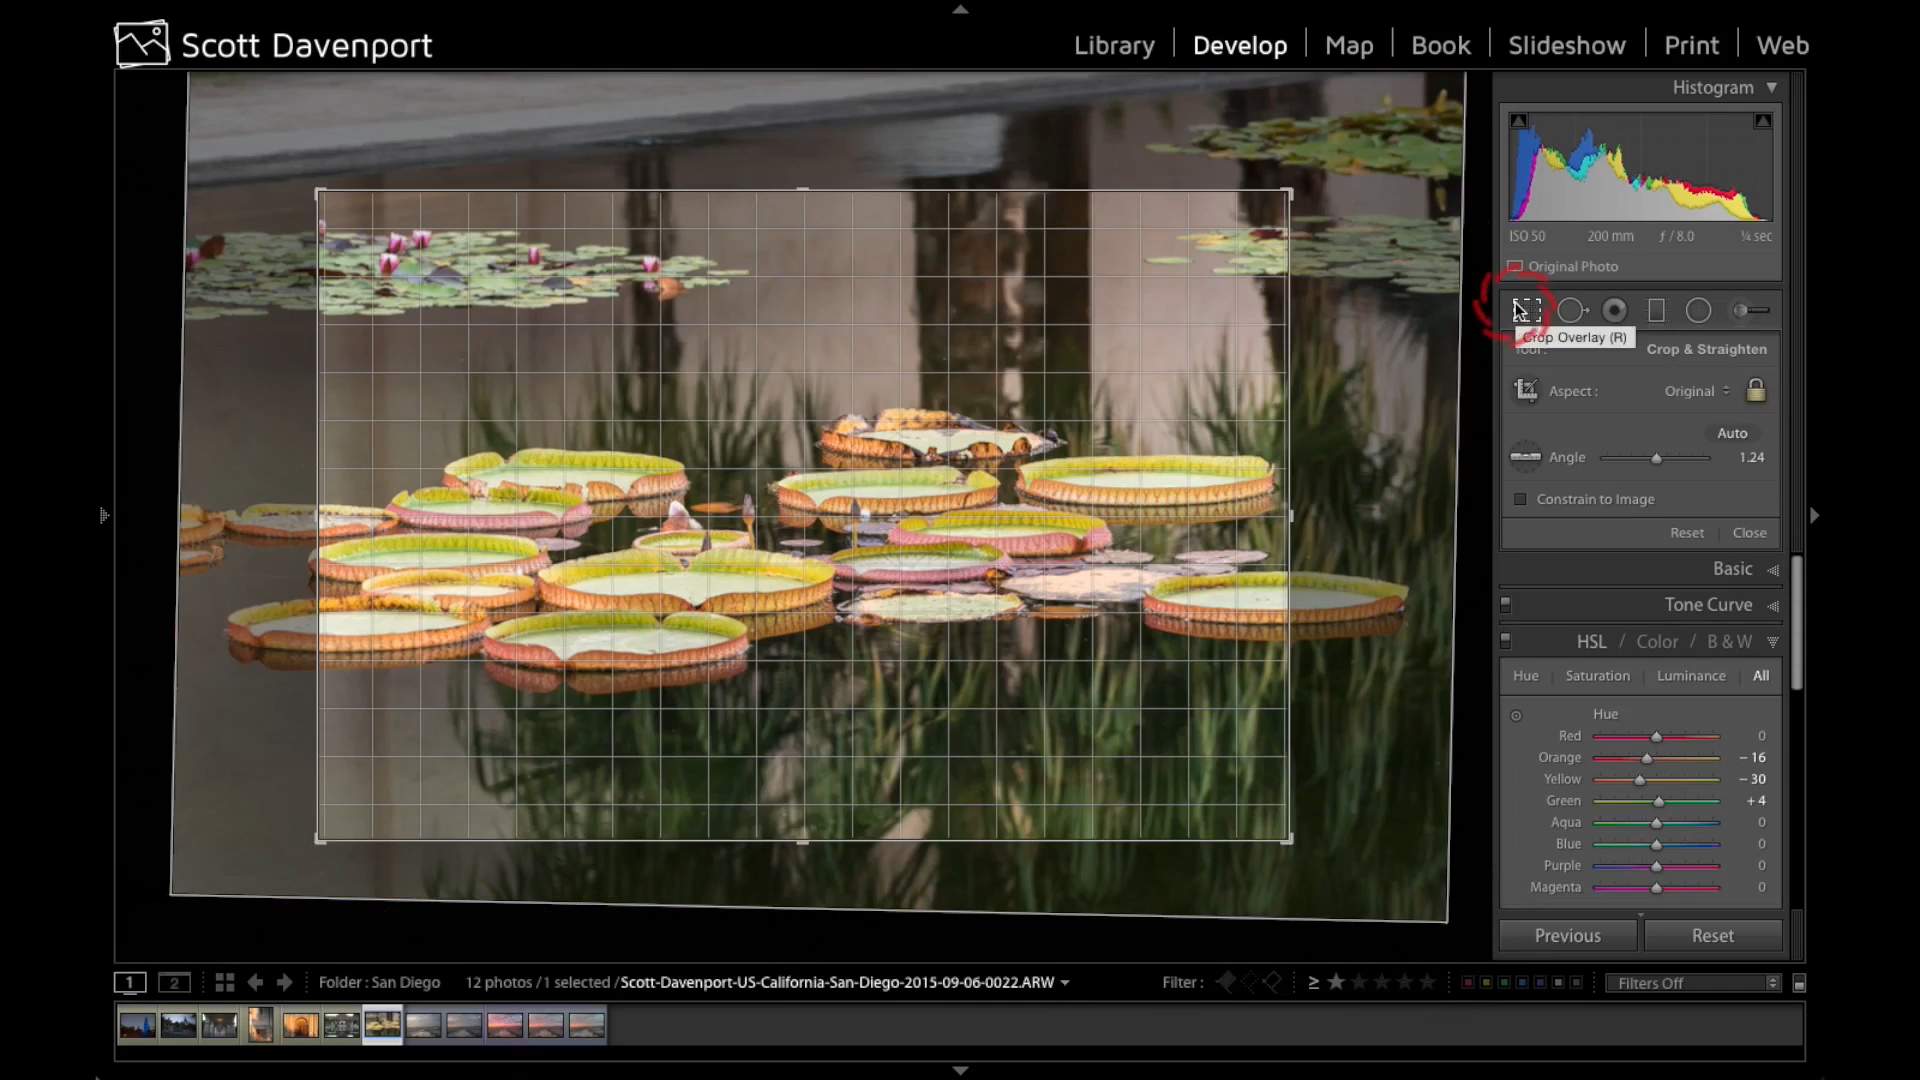 Scott Davenport
Library | Develop | Map | Book | Slideshow | Print | Web
Histogram
ISO 50 200 mm ƒ / 8.0 ¼ sec
Original Photo
Crop Overlay (R)
Tool : Crop & Straighten
Aspect : Original
Auto
Angle 1.24
Constrain to Image
Reset Close
Basic
Tone Curve
HSL / Color / B & W
Hue Saturation Luminance All
Hue
Red 0
Orange − 16
Yellow − 30
Green + 4
Aqua 0
Blue 0
Purple 0
Magenta 0
Previous Reset
1 2 Folder : San Diego 12 photos / 1 selected / Scott-Davenport-US-California-San-Diego-2015-09-06-0022.ARW Filter : ≥ Filters Off